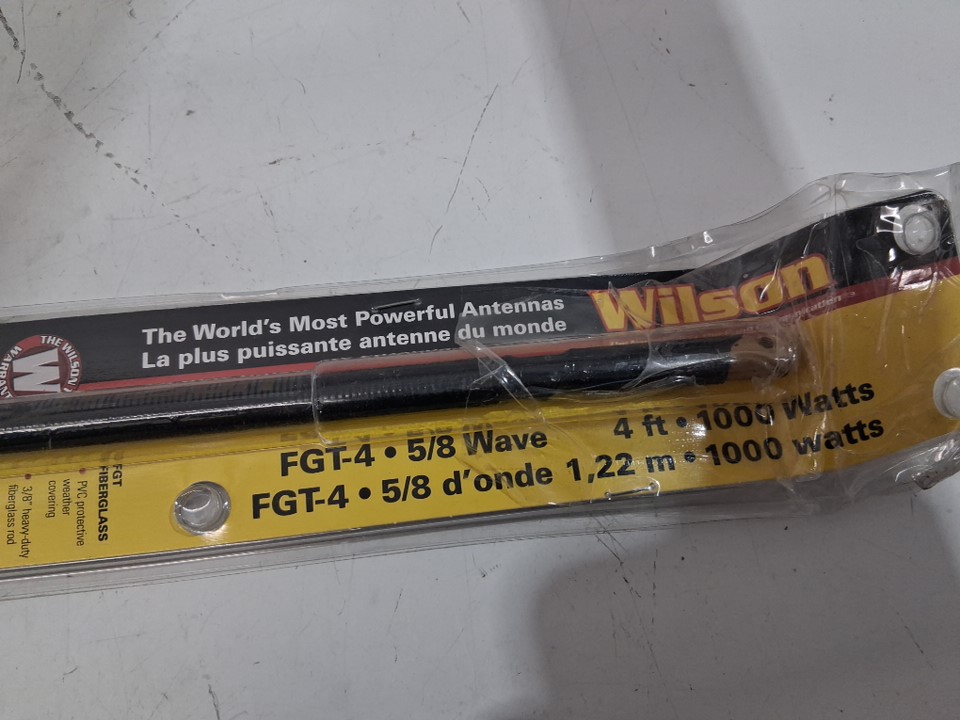 The World's Most Powerful Antennas
La plus puissante antenne du monde
Wilson
THE WILSON
W
FGT-4 • 5/8 Wave 4 ft • 1000 Watts
FGT-4 • 5/8 d'onde 1,22 m • 1000 watts
FGT
FIBERGLASS
• PVC protective
weather
covering
• 3/8" heavy-duty
fiberglass rod